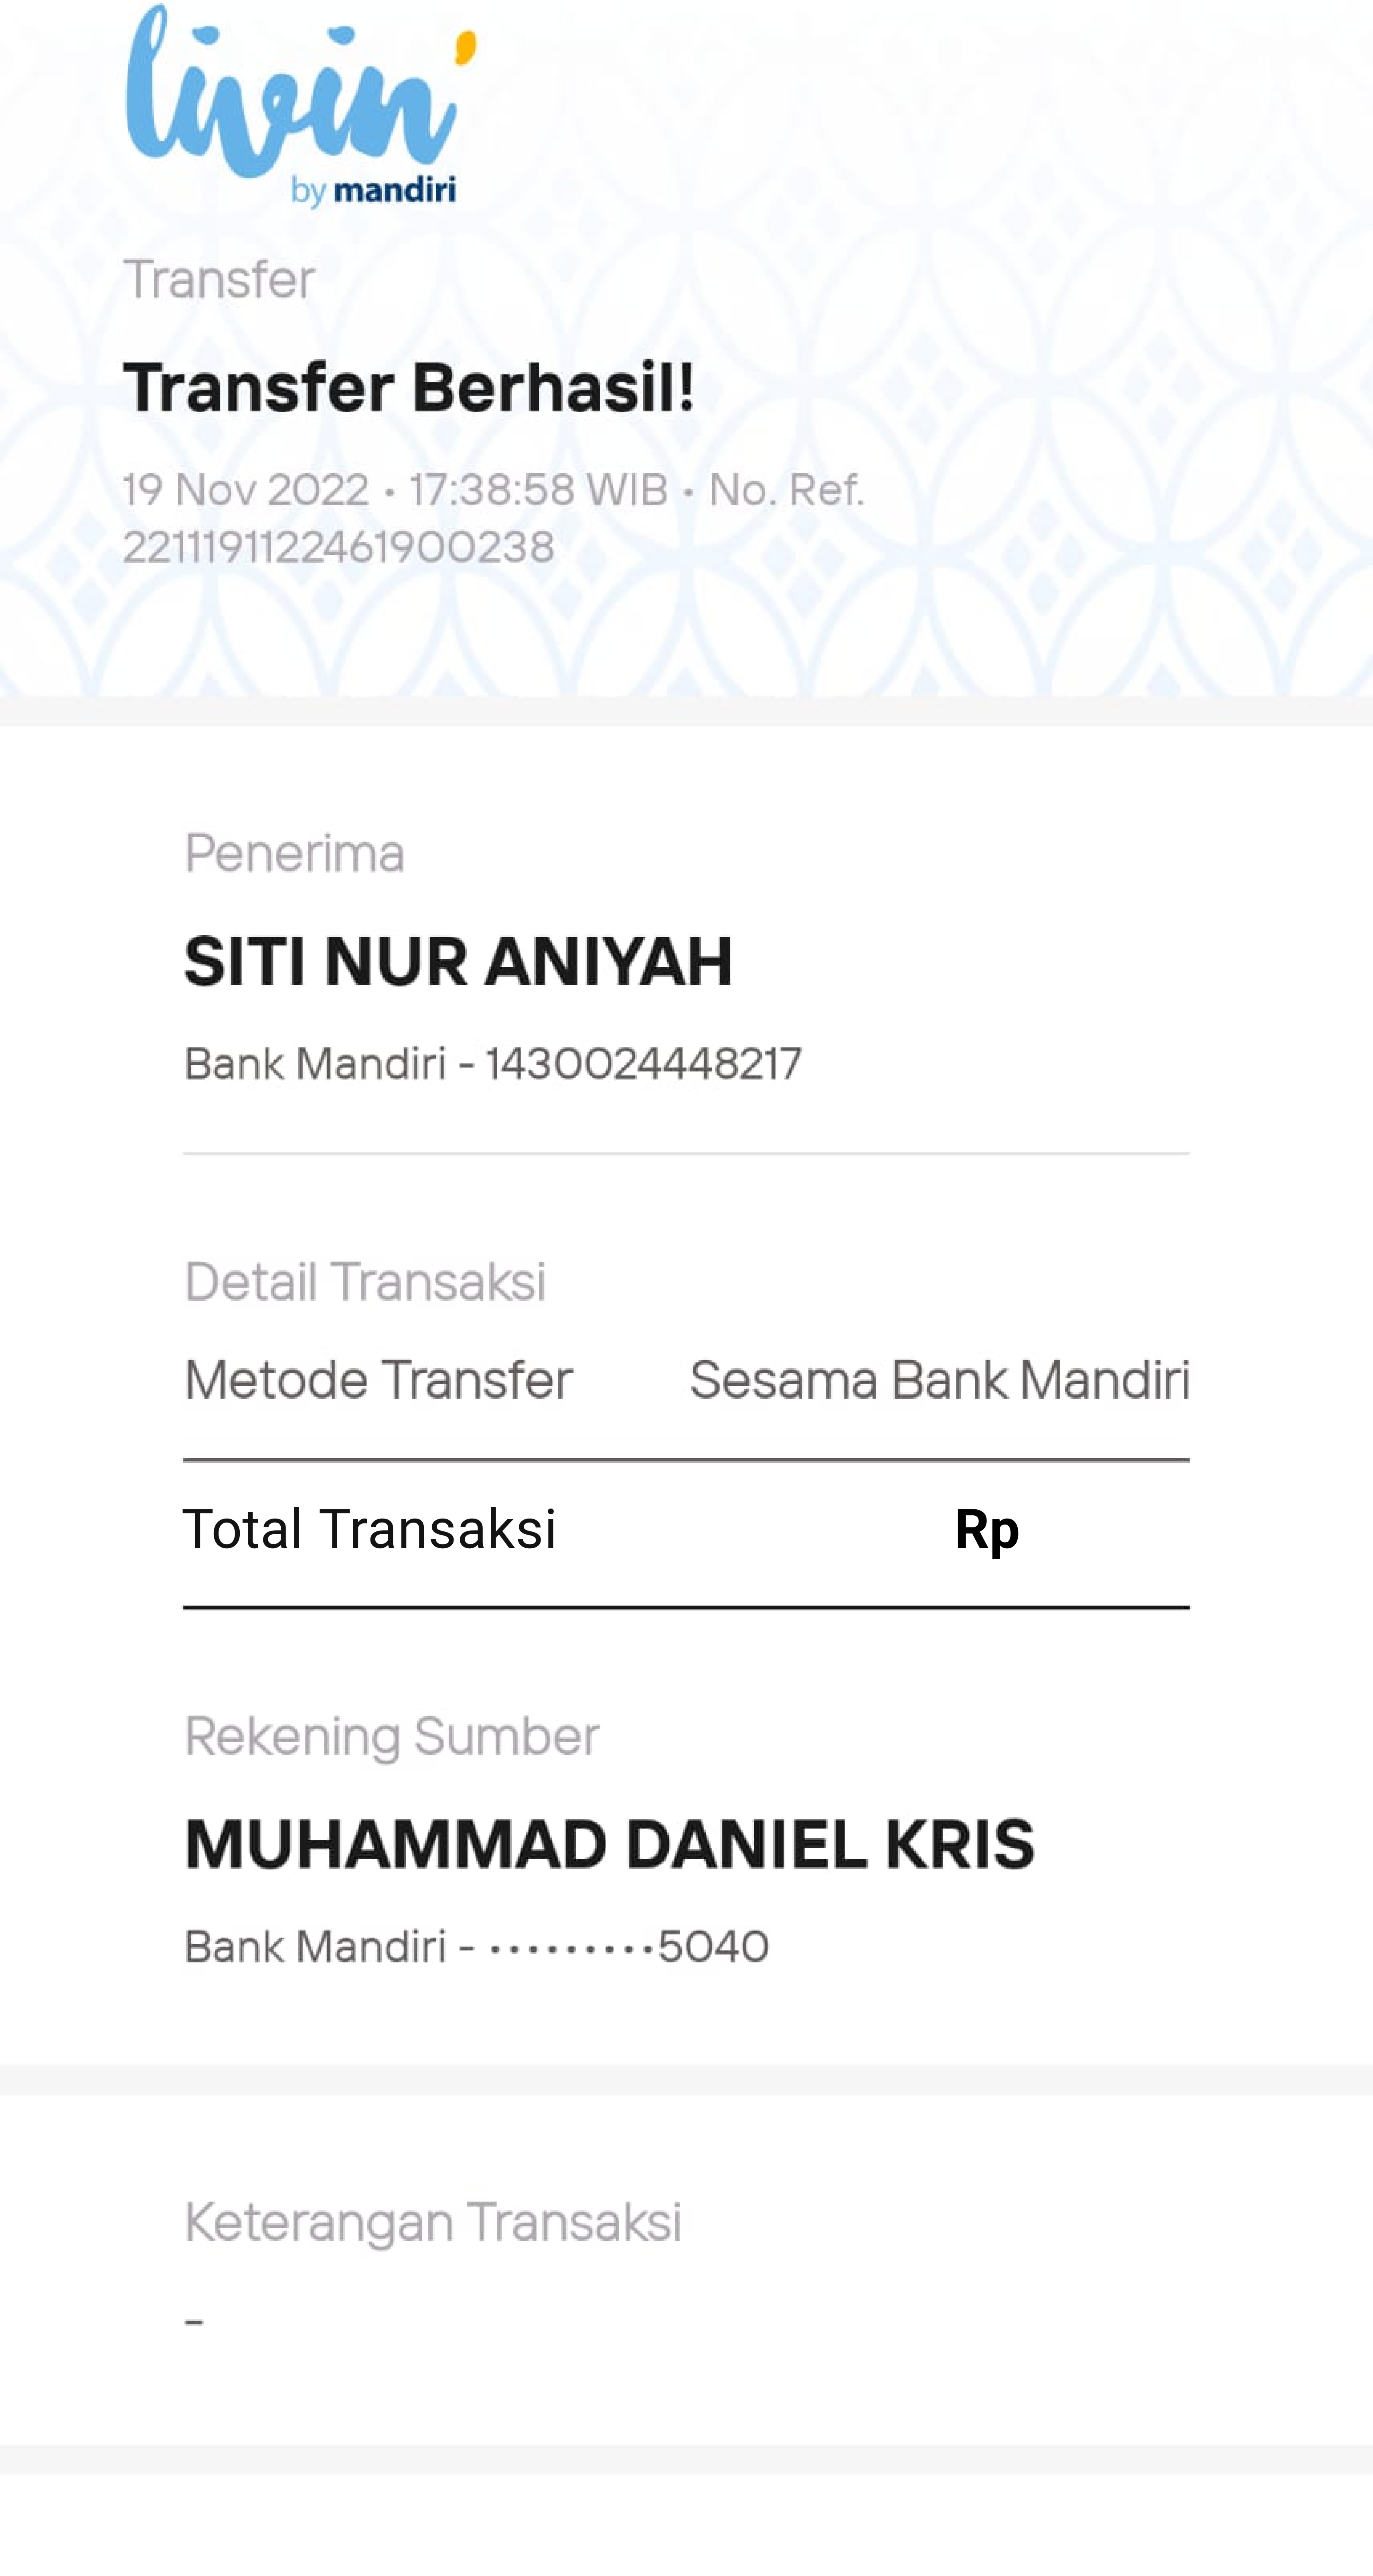 livin'
by mandiri
Transfer
Transfer Berhasil!
19 Nov 2022 • 17:38:58 WIB • No. Ref.
2211191122461900238
Penerima
SITI NUR ANIYAH
Bank Mandiri - 1430024448217
Detail Transaksi
Metode Transfer Sesama Bank Mandiri
Total Transaksi Rp
Rekening Sumber
MUHAMMAD DANIEL KRIS
Bank Mandiri - •••••••••5040
Keterangan Transaksi
-